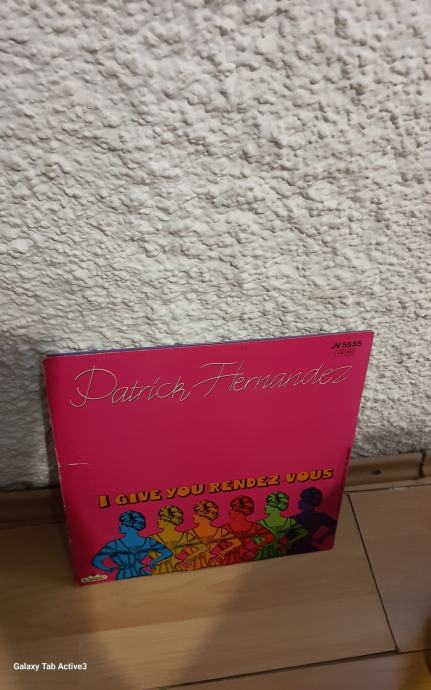 JV 5555
Patrick Hernandez
I GIVE YOU RENDEZ VOUS
Galaxy Tab Active3